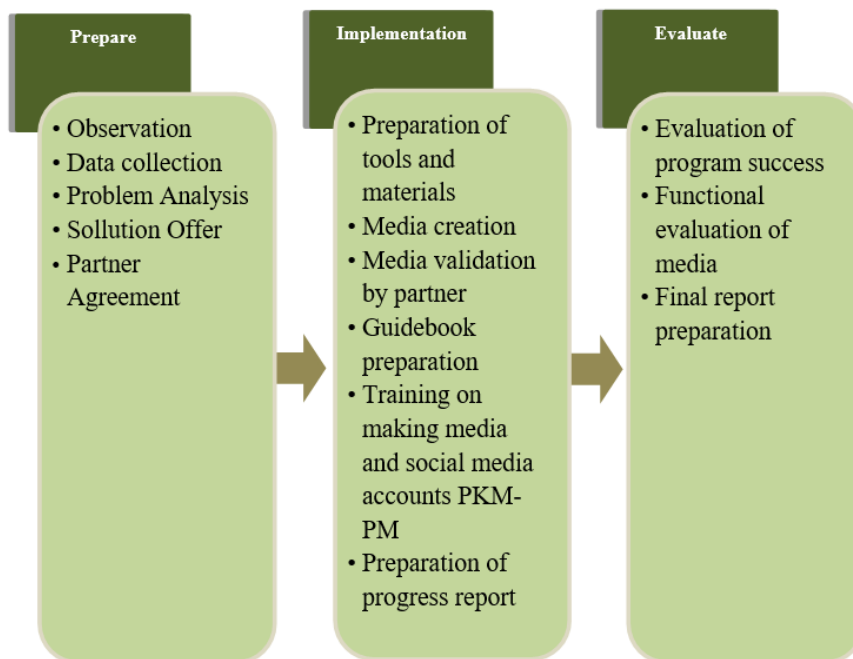 Prepare
• Observation
• Data collection
• Problem Analysis
• Sollution Offer
• Partner
Agreement
Implementation
• Preparation of
tools and
materials
• Media creation
• Media validation
by partner
• Guidebook
preparation
• Training on
making media
and social media
accounts PKM-
PM
• Preparation of
progress report
Evaluate
• Evaluation of
program success
• Functional
evaluation of
media
• Final report
preparation